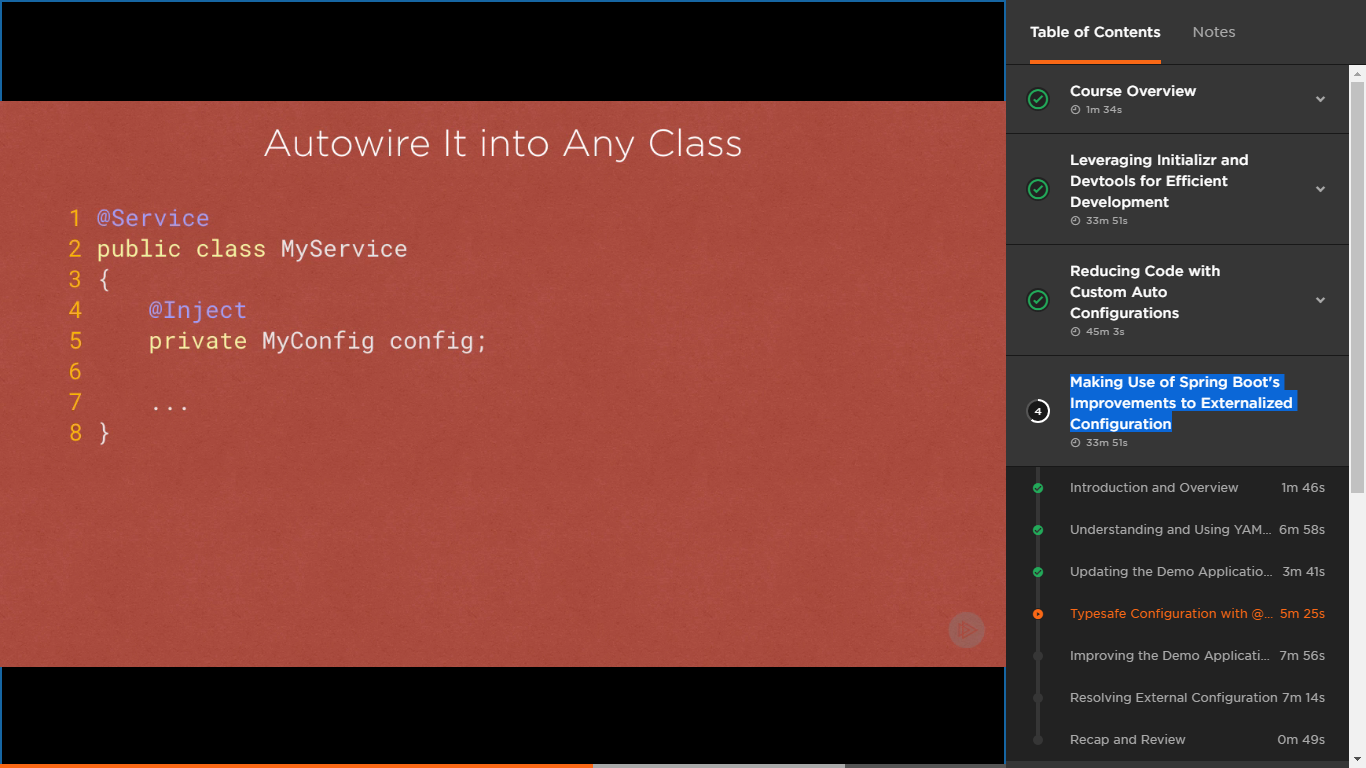 Autowire It into Any Class
1 @Service
2 public class MyService
3 {
4 @Inject
5 private MyConfig config;
6
7 ...
8 }
Table of Contents Notes
Course Overview
1m 34s
Leveraging Initializr and
Devtools for Efficient
Development
33m 51s
Reducing Code with
Custom Auto
Configurations
45m 3s
4
Making Use of Spring Boot's
Improvements to Externalized
Configuration
33m 51s
Introduction and Overview 1m 46s
Understanding and Using YAM... 6m 58s
Updating the Demo Applicatio... 3m 41s
Typesafe Configuration with @... 5m 25s
Improving the Demo Applicati... 7m 56s
Resolving External Configuration 7m 14s
Recap and Review 0m 49s